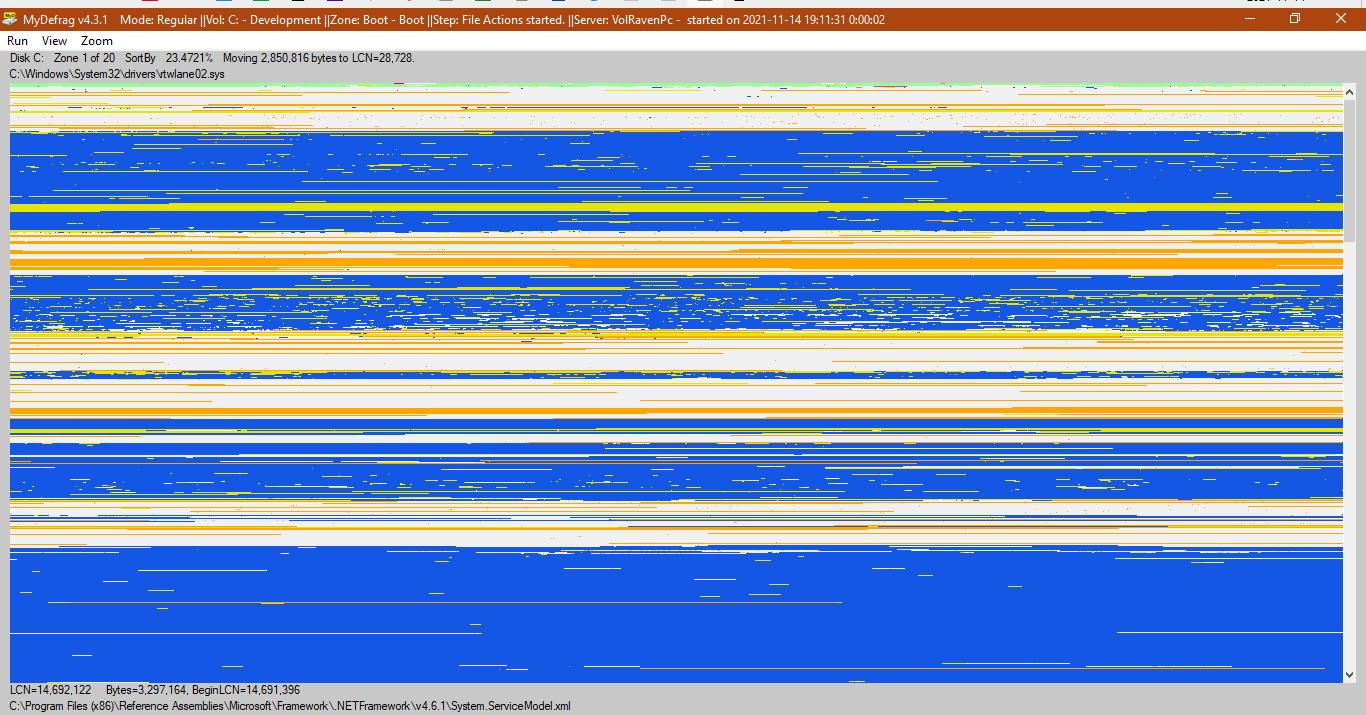 MyDefrag v4.3.1 Mode: Regular ||Vol: C: - Development ||Zone: Boot - Boot ||Step: File Actions started. ||Server: VolRavenPc - started on 2021-11-14 19:11:31 0:00:02
Run View Zoom
Disk C: Zone 1 of 20 SortBy 23.4721% Moving 2,850,816 bytes to LCN=28,728.
C:\Windows\System32\drivers\rtwlane02.sys
LCN=14,692,122 Bytes=3,297,164, BeginLCN=14,691,396
C:\Program Files (x86)\Reference Assemblies\Microsoft\Framework\.NETFramework\v4.6.1\System.ServiceModel.xml